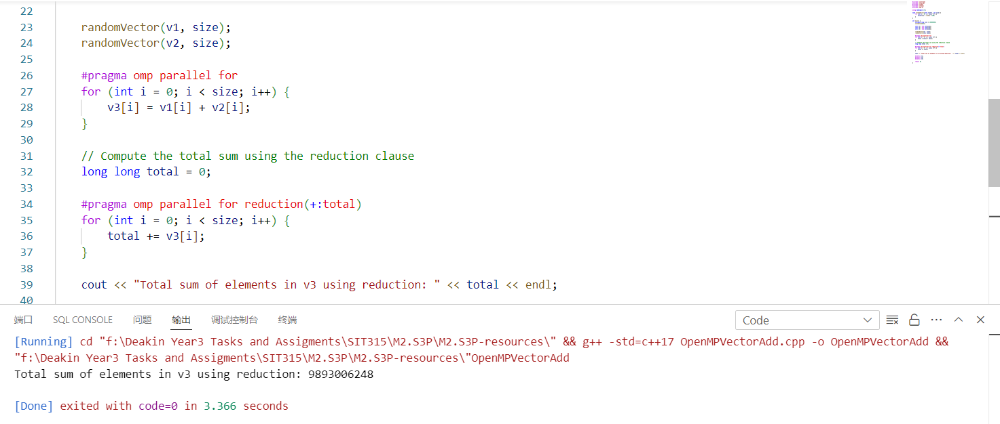 22
23 randomVector(v1, size);
24 randomVector(v2, size);
25
26 #pragma omp parallel for
27 for (int i = 0; i < size; i++) {
28 v3[i] = v1[i] + v2[i];
29 }
30
31 // Compute the total sum using the reduction clause
32 long long total = 0;
33
34 #pragma omp parallel for reduction(+:total)
35 for (int i = 0; i < size; i++) {
36 total += v3[i];
37 }
38
39 cout << "Total sum of elements in v3 using reduction: " << total << endl;
40
端口 SQL CONSOLE 问题 输出 调试控制台 终端 Code
[Running] cd "f:\Deakin Year3 Tasks and Assigments\SIT315\M2.S3P\M2.S3P-resources\" && g++ -std=c++17 OpenMPVectorAdd.cpp -o OpenMPVectorAdd &&
"f:\Deakin Year3 Tasks and Assigments\SIT315\M2.S3P\M2.S3P-resources\"OpenMPVectorAdd
Total sum of elements in v3 using reduction: 9893006248
[Done] exited with code=0 in 3.366 seconds